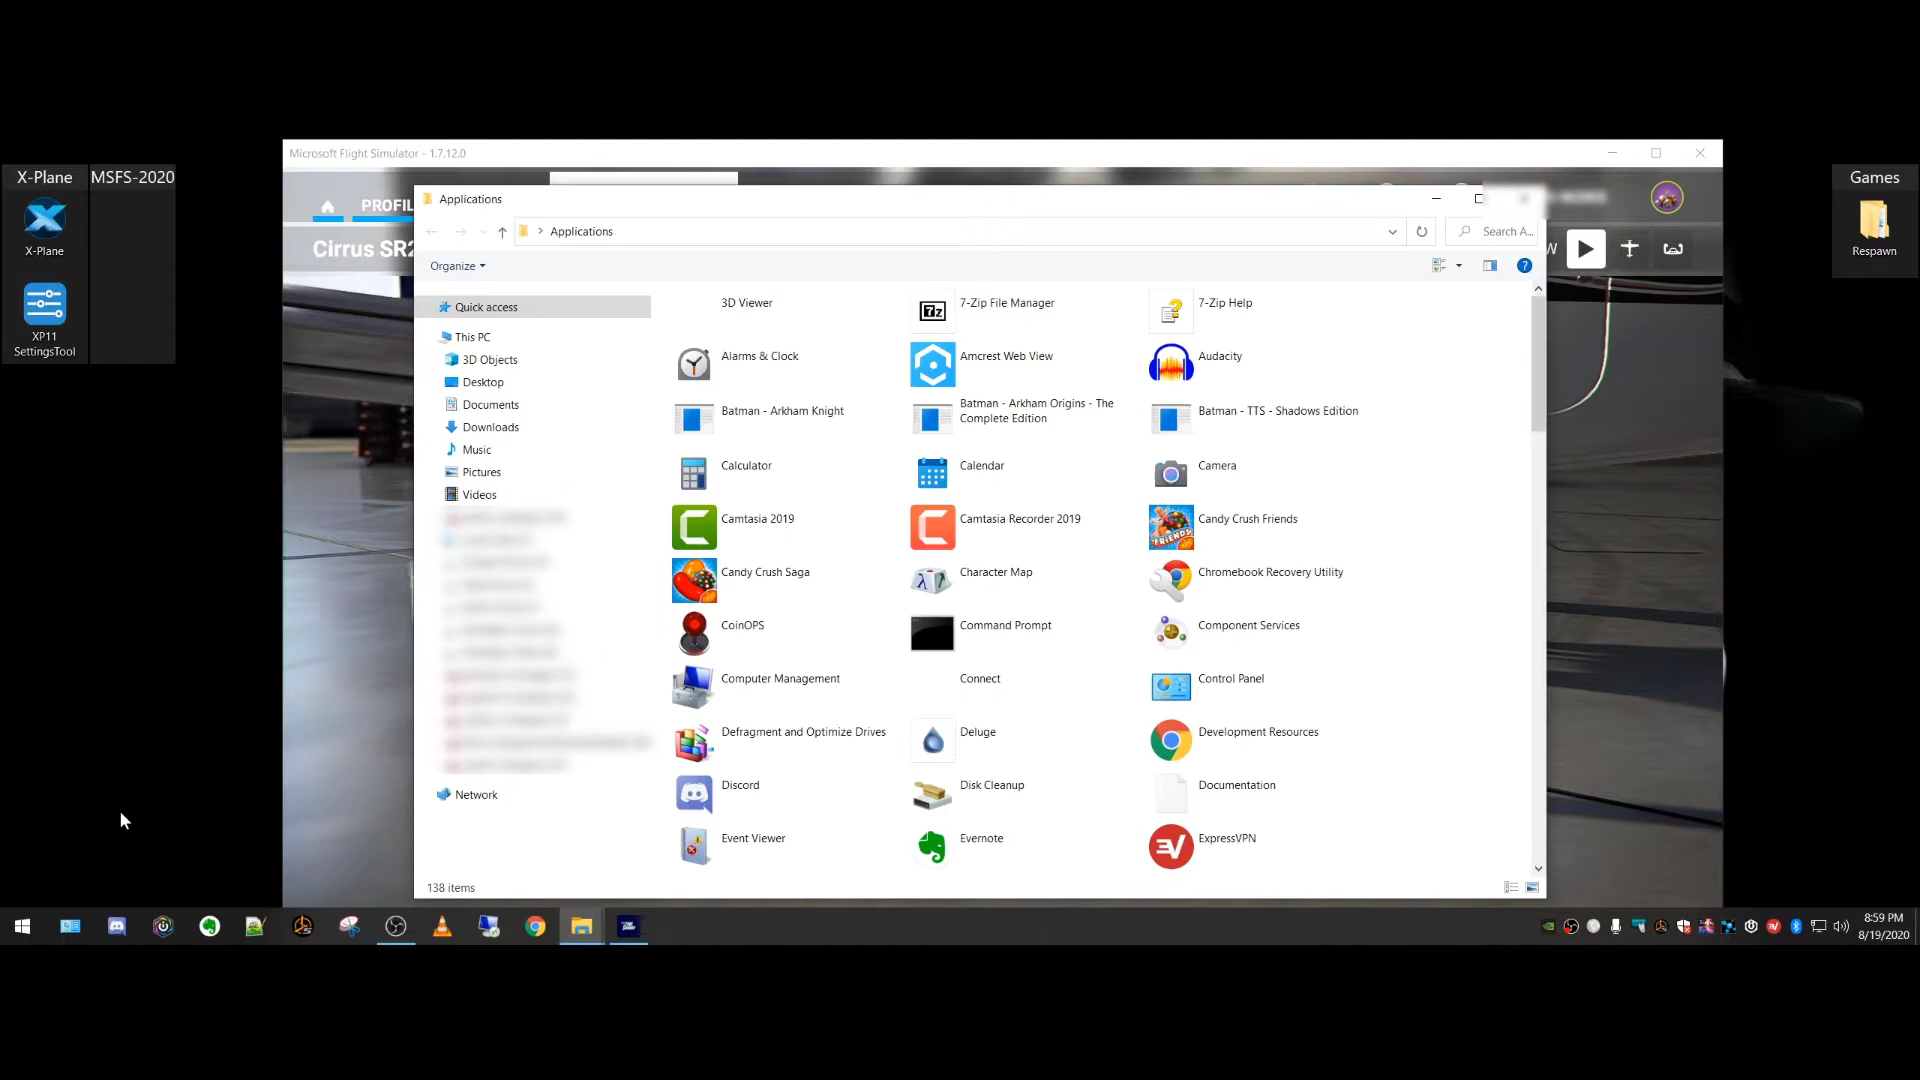 Microsoft Flight Simulator - 1.7.12.0
X-Plane
MSFS-2020
X-Plane
XP11
SettingsTool
Games
Respawn
PROFIL
Cirrus SR2
W
Applications
Applications
Search A...
Organize
Quick access
This PC
3D Objects
Desktop
Documents
Downloads
Music
Pictures
Videos
Network
3D Viewer
7-Zip File Manager
7-Zip Help
Alarms & Clock
Amcrest Web View
Audacity
Batman - Arkham Knight
Batman - Arkham Origins - The
Complete Edition
Batman - TTS - Shadows Edition
Calculator
Calendar
Camera
Camtasia 2019
Camtasia Recorder 2019
Candy Crush Friends
Candy Crush Saga
Character Map
Chromebook Recovery Utility
CoinOPS
Command Prompt
Component Services
Computer Management
Connect
Control Panel
Defragment and Optimize Drives
Deluge
Development Resources
Discord
Disk Cleanup
Documentation
Event Viewer
Evernote
ExpressVPN
138 items
8:59 PM
8/19/2020